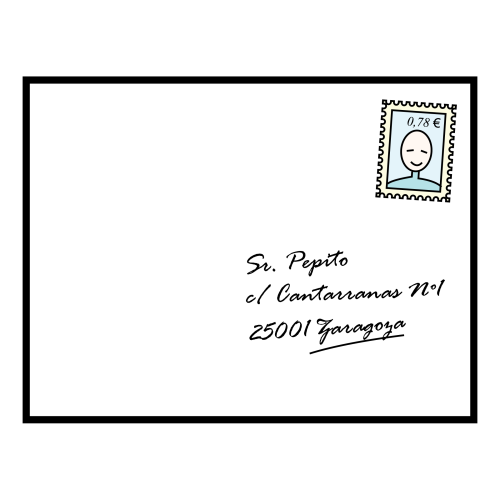 0,78 €
Sr. Pepito
c/ Cantarranas Nº1
25001 Zaragoza